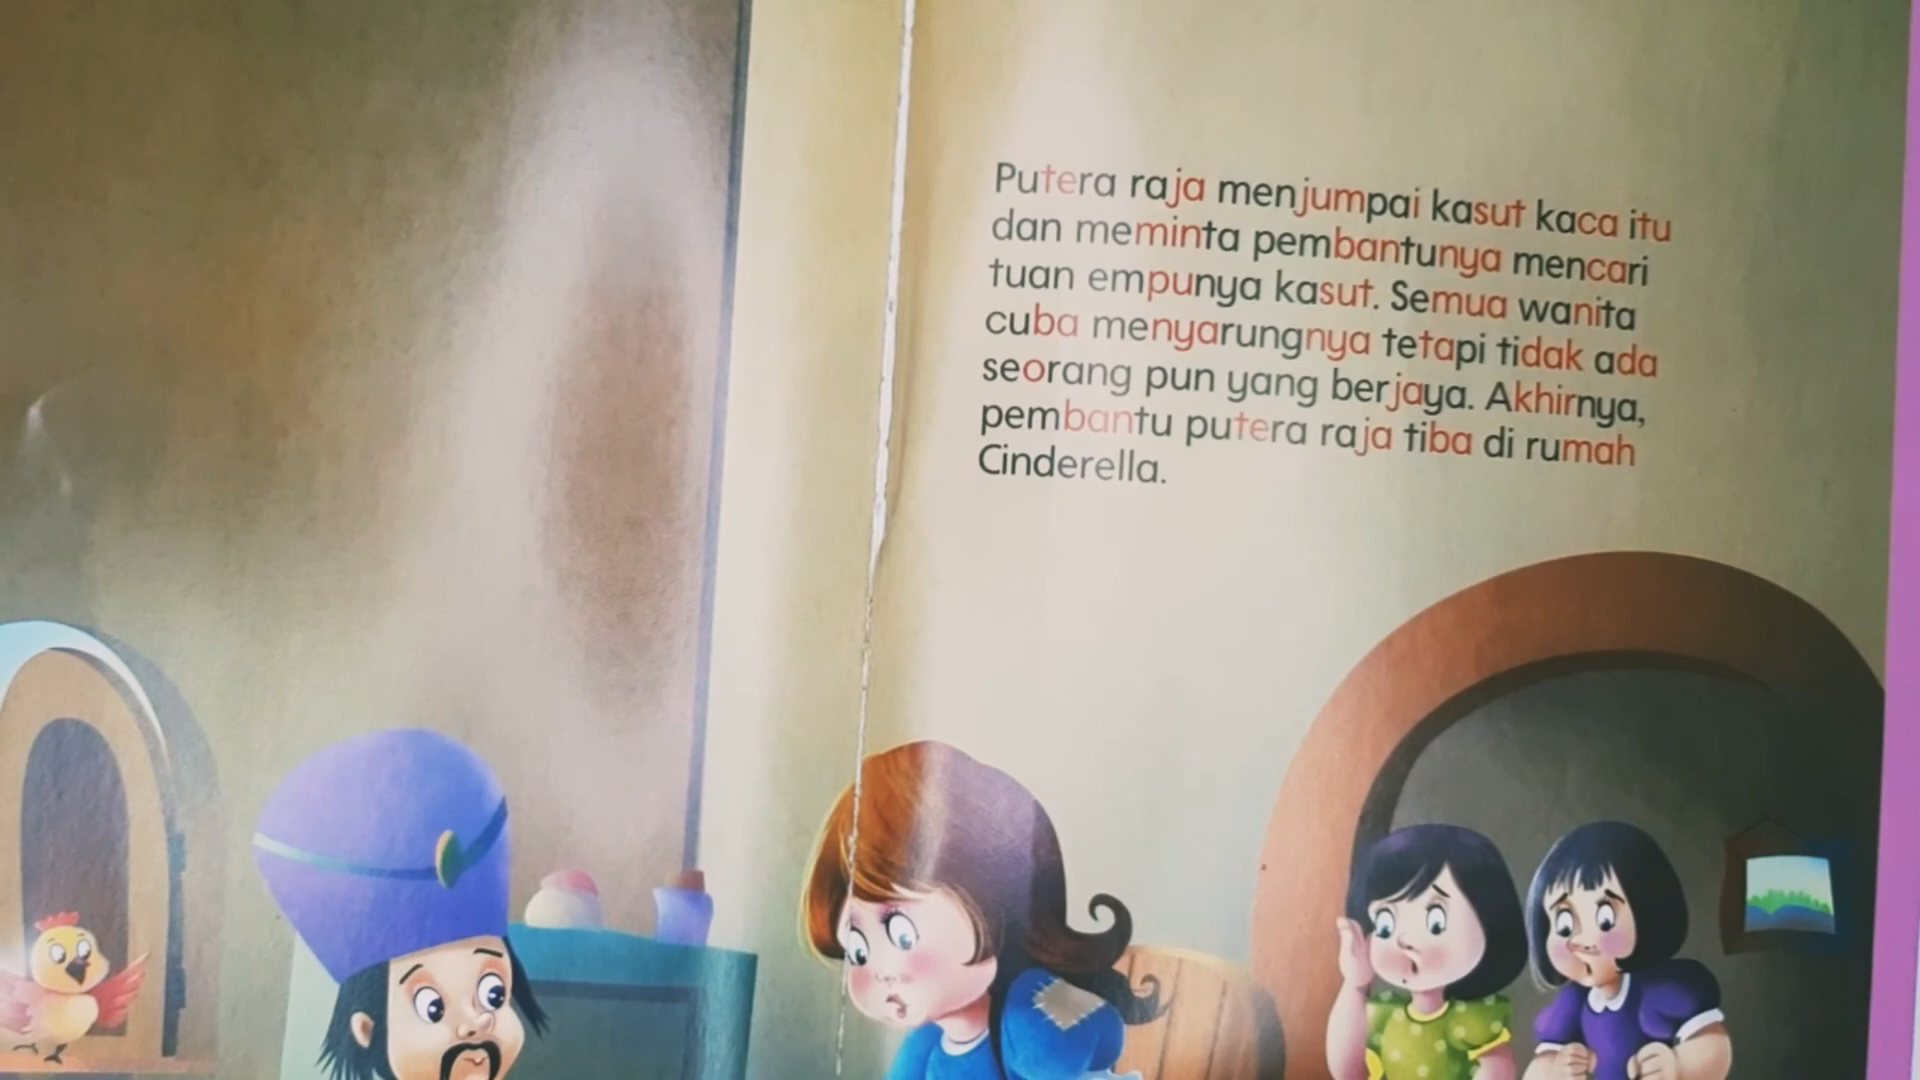 Putera raja menjumpai kasut kaca itu
dan meminta pembantunya mencari
tuan empunya kasut. Semua wanita
cuba menyarungnya tetapi tidak ada
seorang pun yang berjaya. Akhirnya,
pembantu putera raja tiba di rumah
Cinderella.